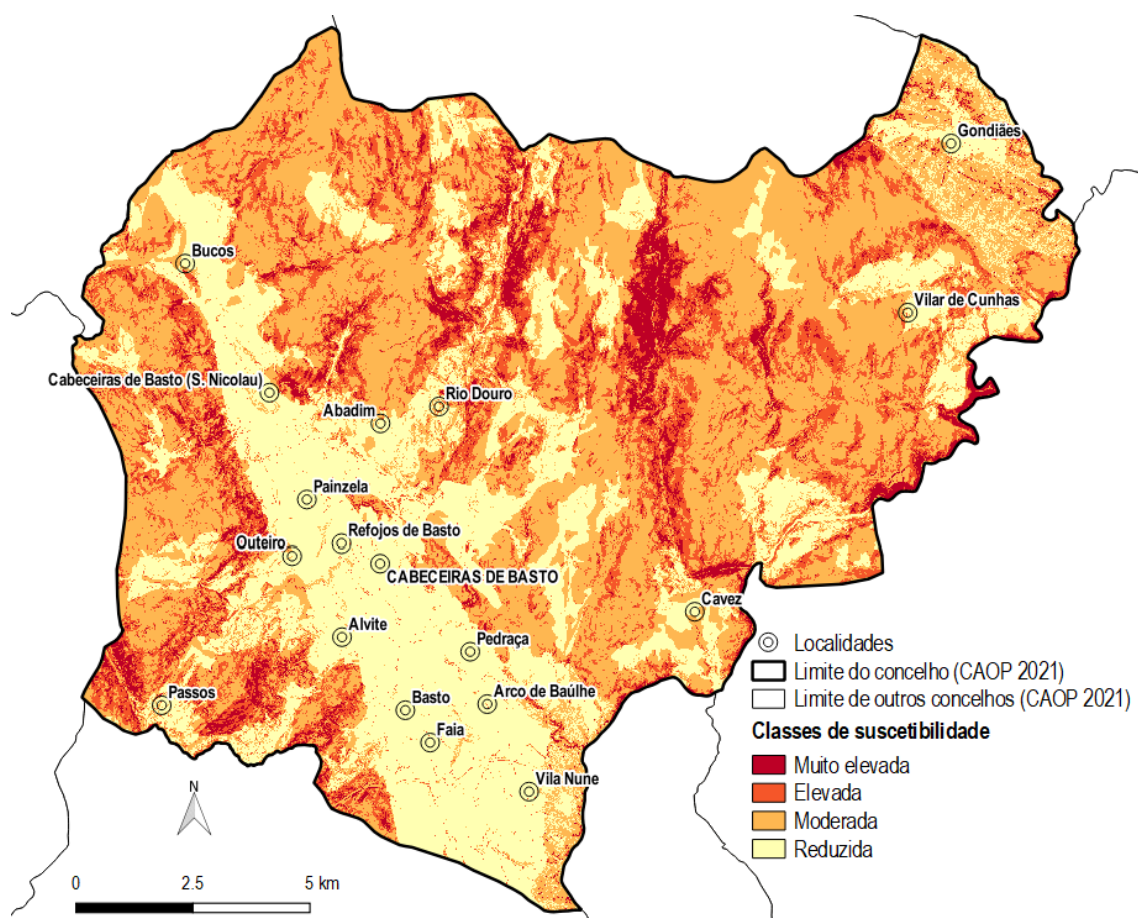 Gondiães
Bucos
Vilar de Cunhas
Cabeceiras de Basto (S. Nicolau)
Rio Douro
Abadim
Painzela
Refojos de Basto
Outeiro
CABECEIRAS DE BASTO
Cavez
Alvite
Pedraça
Passos
Basto
Arco de Baúlhe
Faia
Vila Nune
Localidades
Limite do concelho (CAOP 2021)
Limite de outros concelhos (CAOP 2021)
Classes de suscetibilidade
Muito elevada
Elevada
Moderada
Reduzida
N
0 2.5 5 km